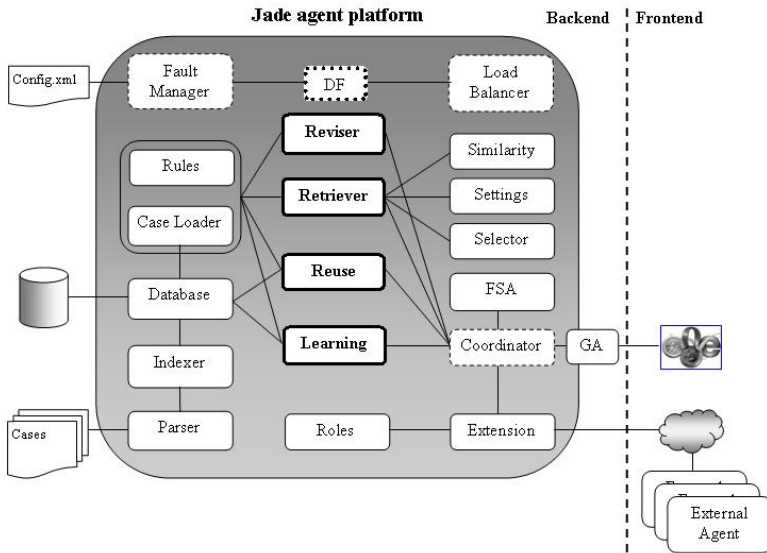 Jade agent platform
Backend
Frontend
Config.xml
Fault
Manager
DF
Load
Balancer
Reviser
Rules
Similarity
Retriever
Settings
Case Loader
Selector
Reuse
Database
FSA
Learning
Coordinator
GA
Indexer
Cases
Parser
Roles
Extension
External
Agent